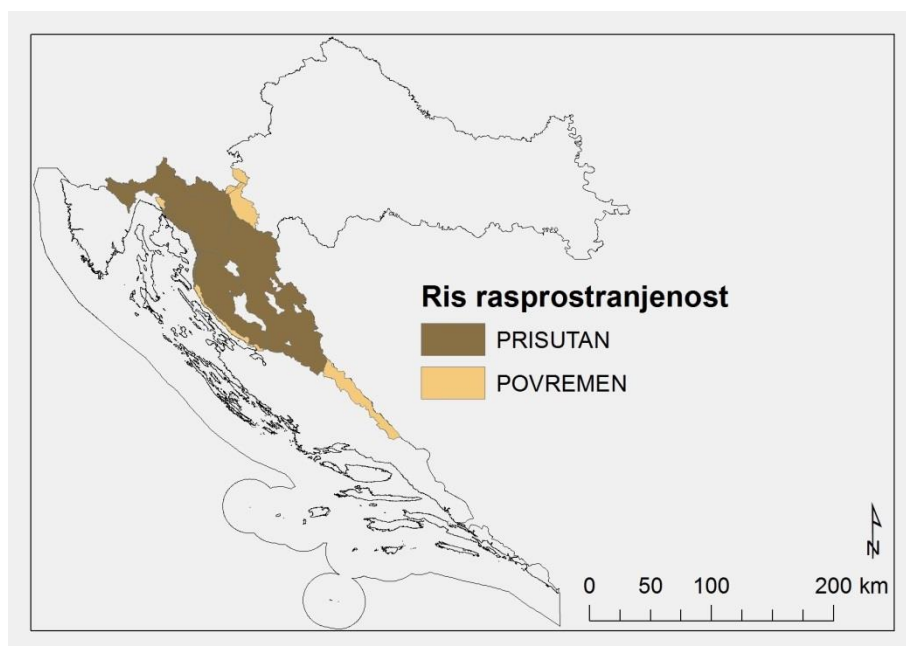 Ris rasprostranjenost
PRISUTAN
POVREMEN
N
0 50 100 200 km